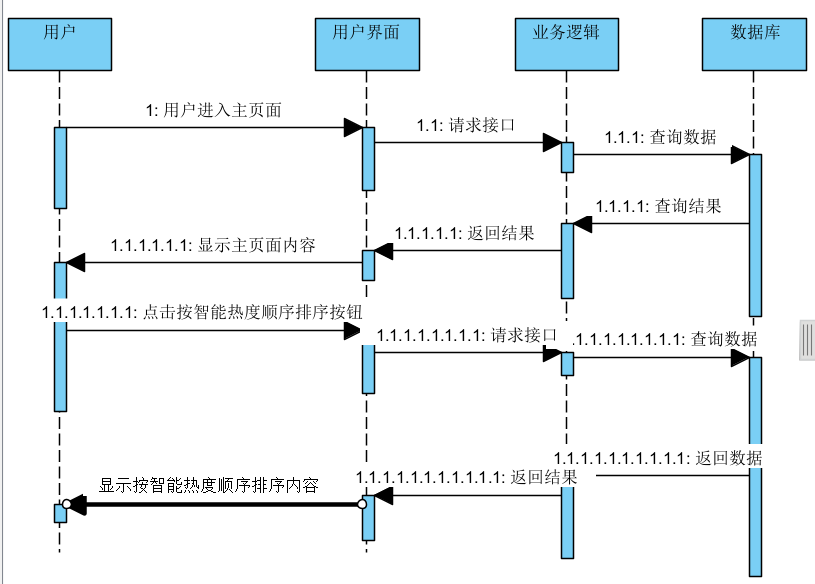 用户
用户界面
业务逻辑
数据库
1: 用户进入主页面
1.1: 请求接口
1.1.1: 查询数据
1.1.1.1: 查询结果
1.1.1.1.1: 返回结果
1.1.1.1.1.1: 显示主页面内容
1.1.1.1.1.1.1: 点击按智能热度顺序排序按钮
1.1.1.1.1.1.1.1: 请求接口
.1.1.1.1.1.1.1.1: 查询数据
1.1.1.1.1.1.1.1.1.1: 返回数据
1.1.1.1.1.1.1.1.1.1.1: 返回结果
显示按智能热度顺序排序内容